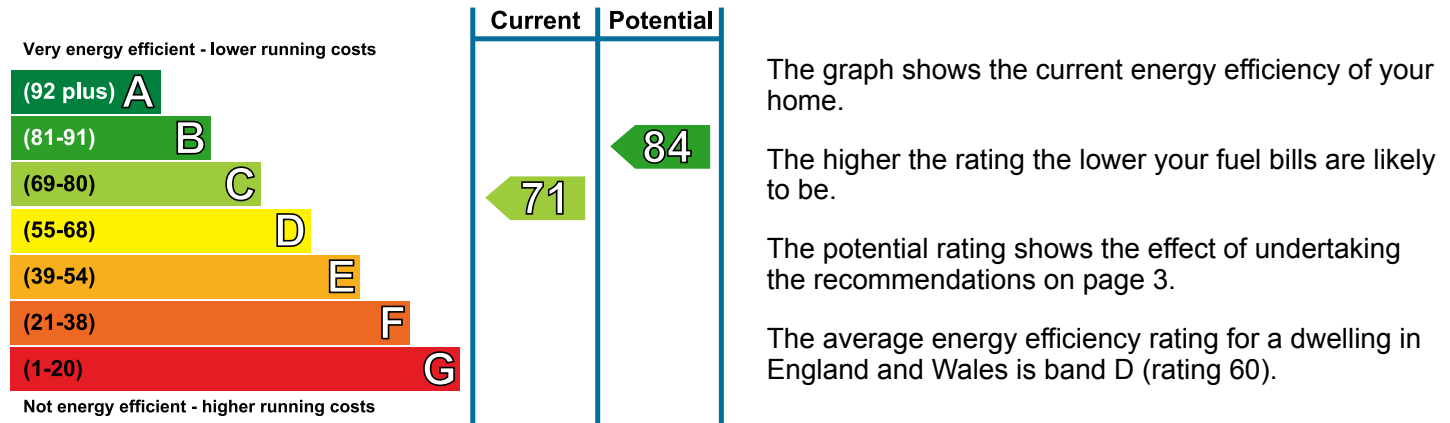 Current Potential
Very energy efficient - lower running costs
(92 plus) A
(81-91) B
84
(69-80) C
71
(55-68) D
(39-54) E
(21-38) F
(1-20) G
Not energy efficient - higher running costs
The graph shows the current energy efficiency of your
home.
The higher the rating the lower your fuel bills are likely
to be.
The potential rating shows the effect of undertaking
the recommendations on page 3.
The average energy efficiency rating for a dwelling in
England and Wales is band D (rating 60).